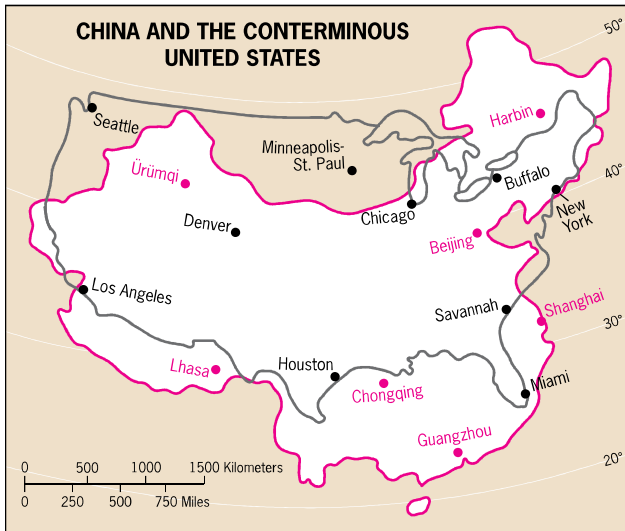 CHINA AND THE CONTERMINOUS
UNITED STATES
50°
Seattle
Harbin
Minneapolis-
St. Paul
Ürümqi
Buffalo
40°
Chicago
New
York
Denver
Beijing
Los Angeles
Savannah
Shanghai
30°
Lhasa
Houston
Chongqing
Miami
Guangzhou
20°
0 500 1000 1500 Kilometers
0 250 500 750 Miles